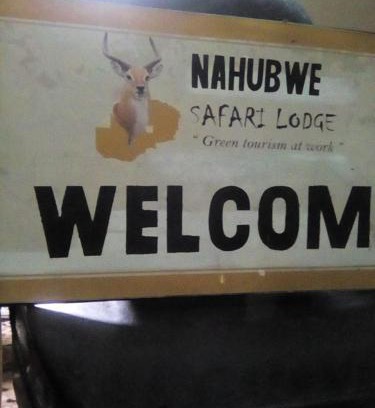 NAHUBWE
SAFARI LODGE
"Green tourism at work"
WELCOM